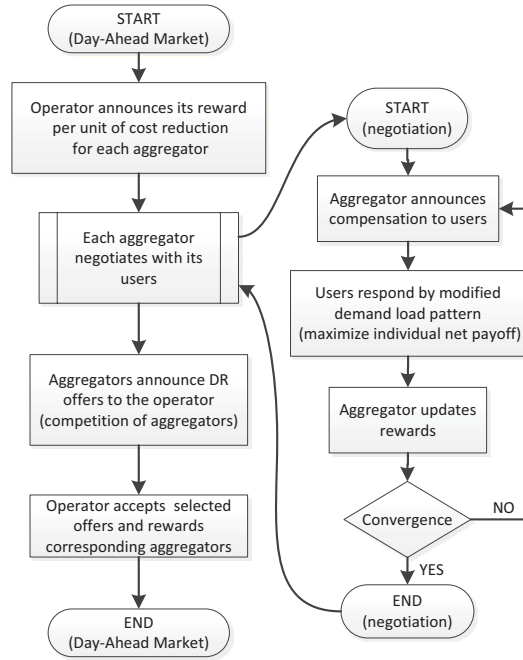 START
(Day-Ahead Market)
Operator announces its reward
per unit of cost reduction
for each aggregator
Each aggregator
negotiates with its
users
Aggregators announce DR
offers to the operator
(competition of aggregators)
Operator accepts selected
offers and rewards
corresponding aggregators
END
(Day-Ahead Market)
START
(negotiation)
Aggregator announces
compensation to users
Users respond by modified
demand load pattern
(maximize individual net payoff)
Aggregator updates
rewards
Convergence
NO
YES
END
(negotiation)